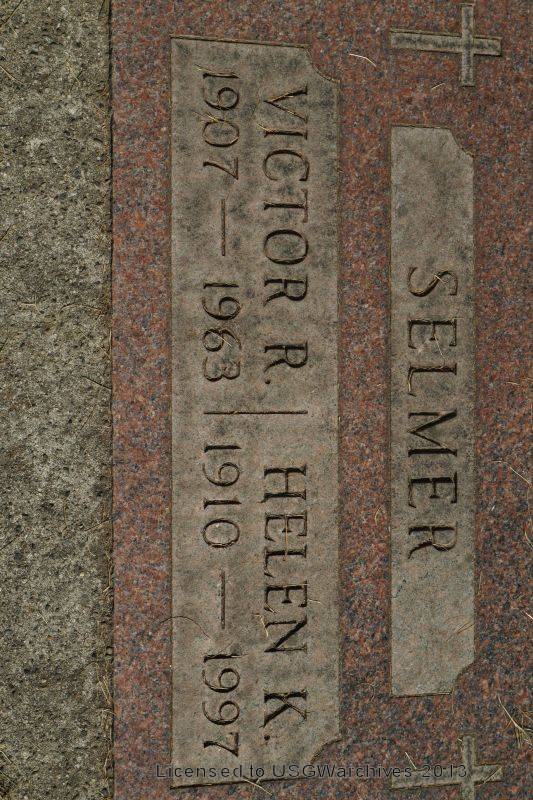 SELMER
VICTOR R. HELEN K.
1907 — 1963 1910 — 1997
Licensed to USGWarchives 2013